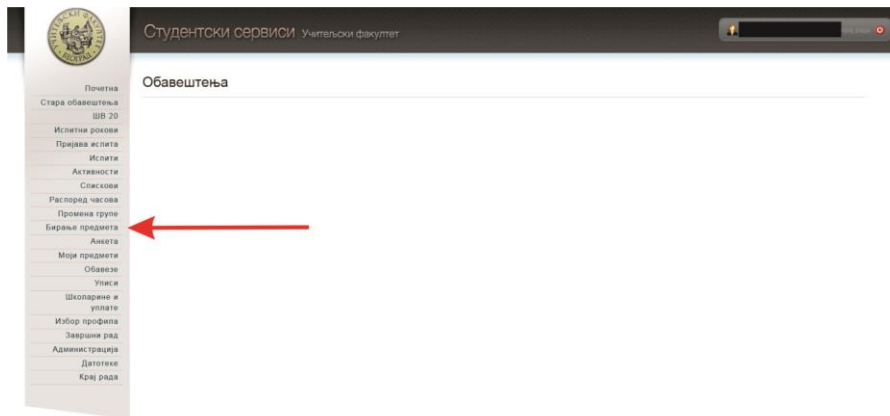 Студентски сервиси Учитељски факултет
Обавештења
Почетна
Стара обавештења
ШВ 20
Испитни рокови
Пријава испита
Испити
Активности
Спискови
Распоред часова
Промена групе
Бирање предмета
Анкета
Моји предмети
Обавезе
Уписи
Школарине и
уплате
Избор профила
Завршни рад
Администрација
Датотеке
Крај рада